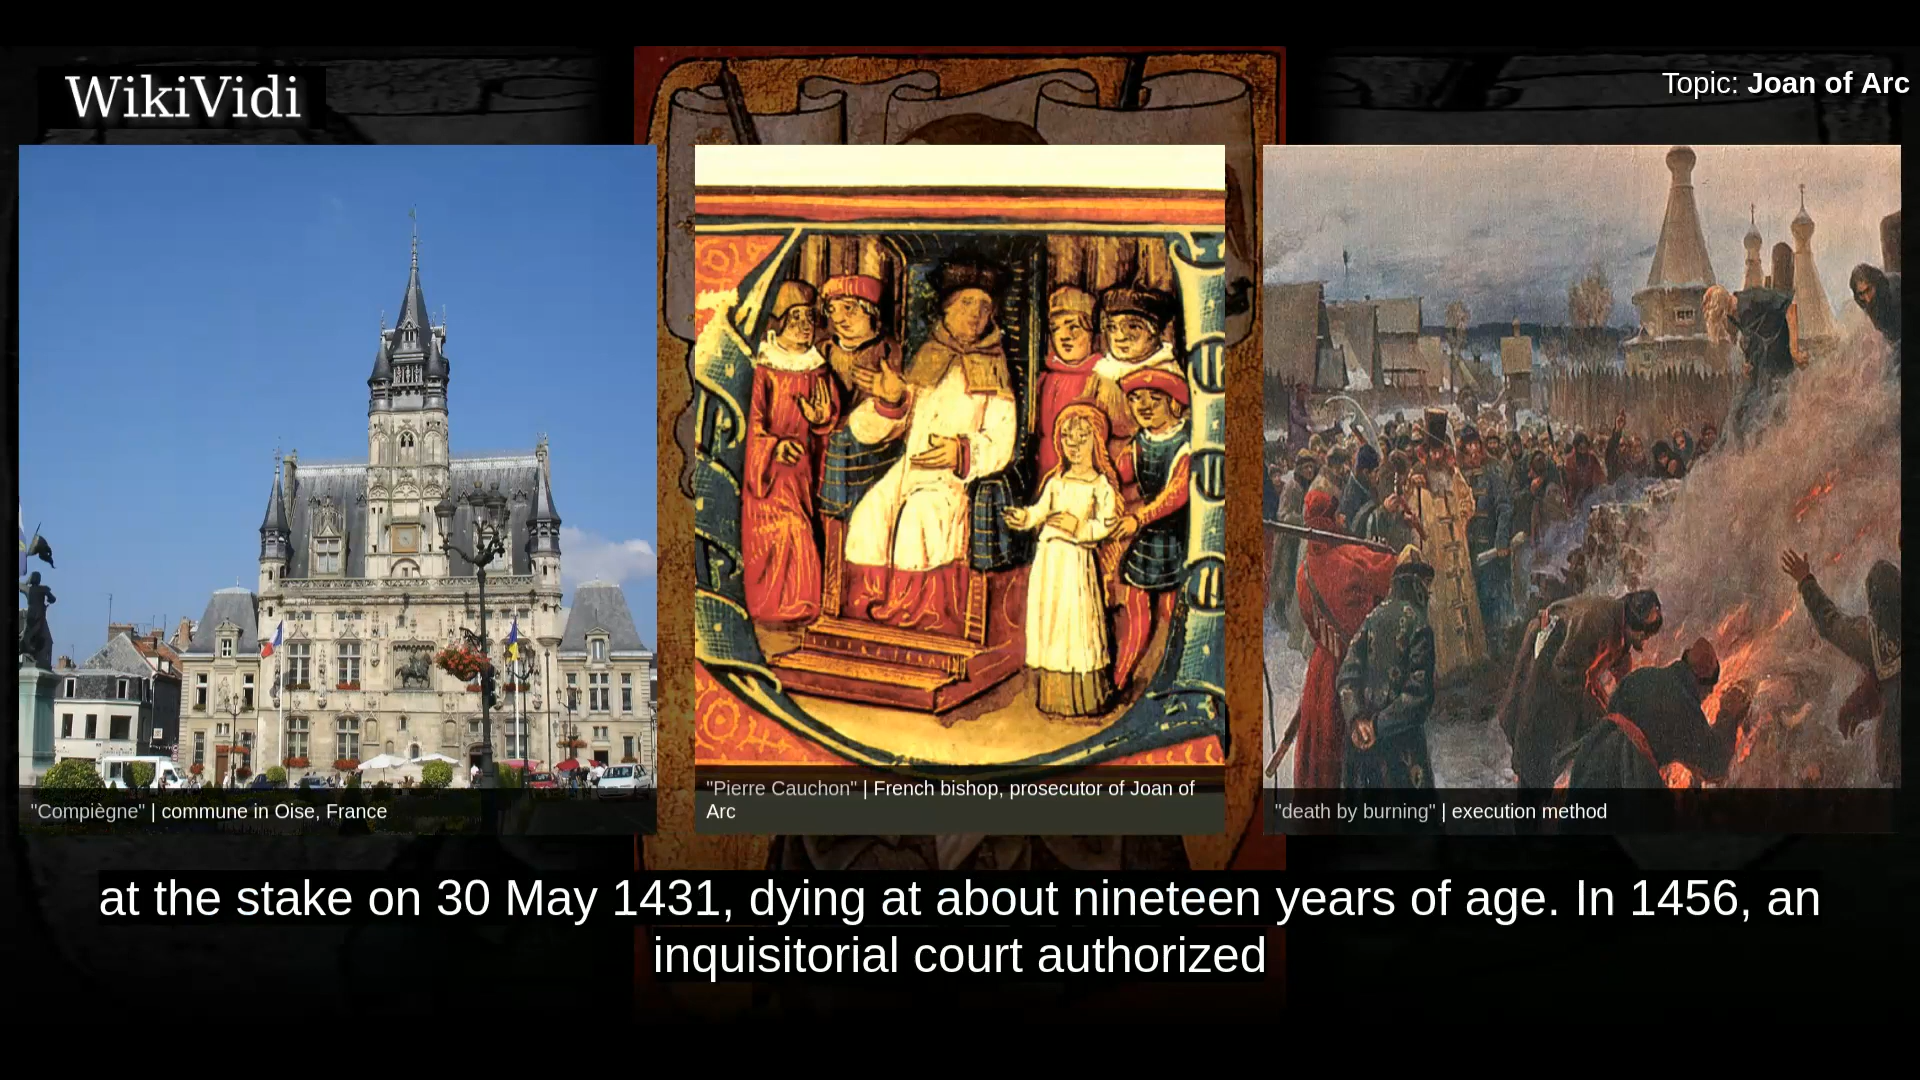 WikiVidi
Topic: Joan of Arc
"Compiègne" | commune in Oise, France
"Pierre Cauchon" | French bishop, prosecutor of Joan of
Arc
"death by burning" | execution method
at the stake on 30 May 1431, dying at about nineteen years of age. In 1456, an
inquisitorial court authorized